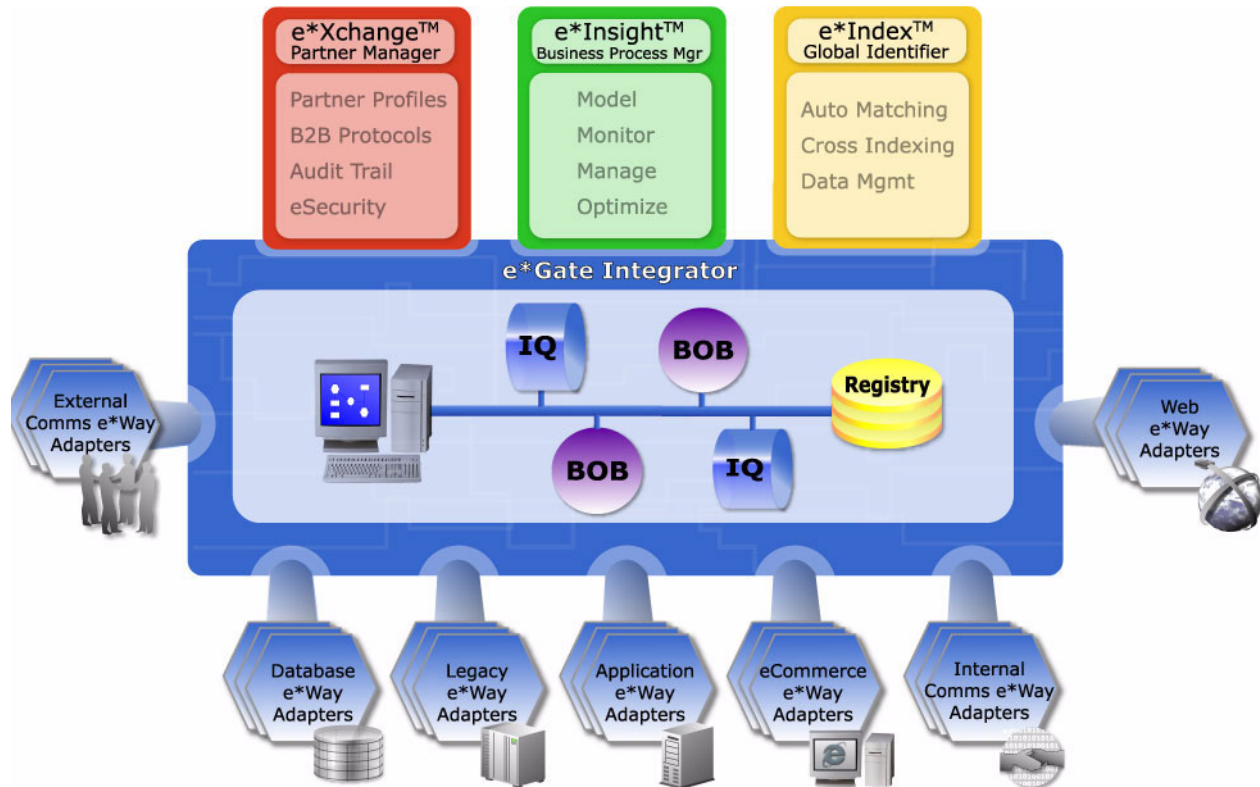 e*Xchange™
Partner Manager
Partner Profiles
B2B Protocols
Audit Trail
eSecurity
e*Insight™
Business Process Mgr
Model
Monitor
Manage
Optimize
e*Index™
Global Identifier
Auto Matching
Cross Indexing
Data Mgmt
e*Gate Integrator
IQ
BOB
Registry
BOB
IQ
External
Comms e*Way
Adapters
Web
e*Way
Adapters
Database
e*Way
Adapters
Legacy
e*Way
Adapters
Application
e*Way
Adapters
eCommerce
e*Way
Adapters
Internal
Comms e*Way
Adapters